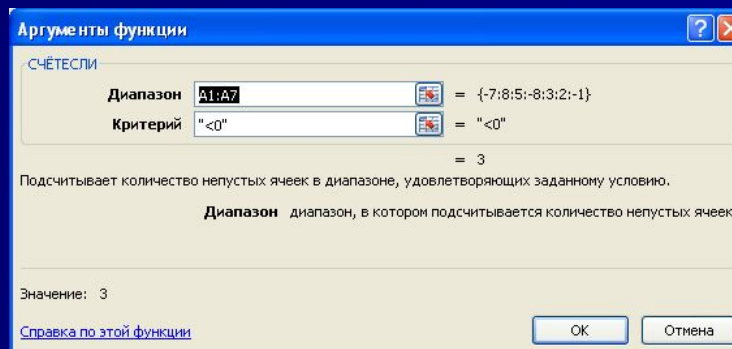 Аргументы функции
СЧЁТЕСЛИ
Диапазон A1:A7 = {-7:8:5:-8:3:2:-1}
Критерий "<0" = "<0"
= 3
Подсчитывает количество непустых ячеек в диапазоне, удовлетворяющих заданному условию.
Диапазон диапазон, в котором подсчитывается количество непустых ячеек
Значение: 3
Справка по этой функции
ОК
Отмена